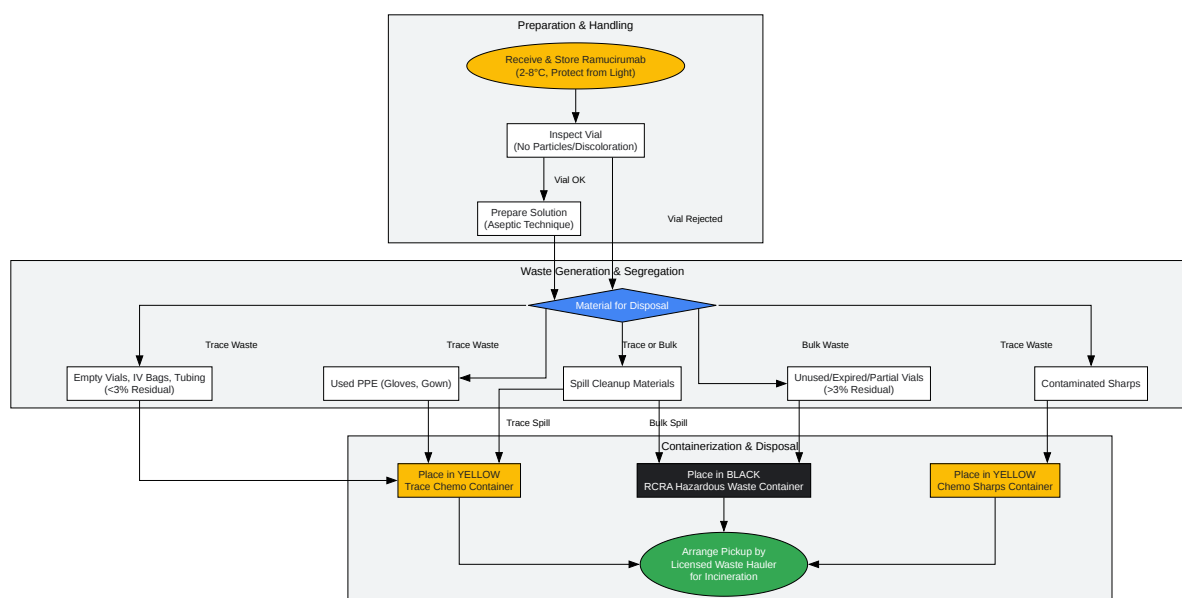 Preparation & Handling
Receive & Store Ramucirumab
(2-8°C, Protect from Light)
Inspect Vial
(No Particles/Discoloration)
Vial OK
Prepare Solution
(Aseptic Technique)
Vial Rejected
Waste Generation & Segregation
Material for Disposal
Trace Waste
Trace Waste
Trace or Bulk
Bulk Waste
Trace Waste
Empty Vials, IV Bags, Tubing
(<3% Residual)
Used PPE (Gloves, Gown)
Spill Cleanup Materials
Unused/Expired/Partial Vials
(>3% Residual)
Contaminated Sharps
Trace Spill
Bulk Spill
Containerization & Disposal
Place in YELLOW
Trace Chemo Container
Place in BLACK
RCRA Hazardous Waste Container
Place in YELLOW
Chemo Sharps Container
Arrange Pickup by
Licensed Waste Hauler
for Incineration